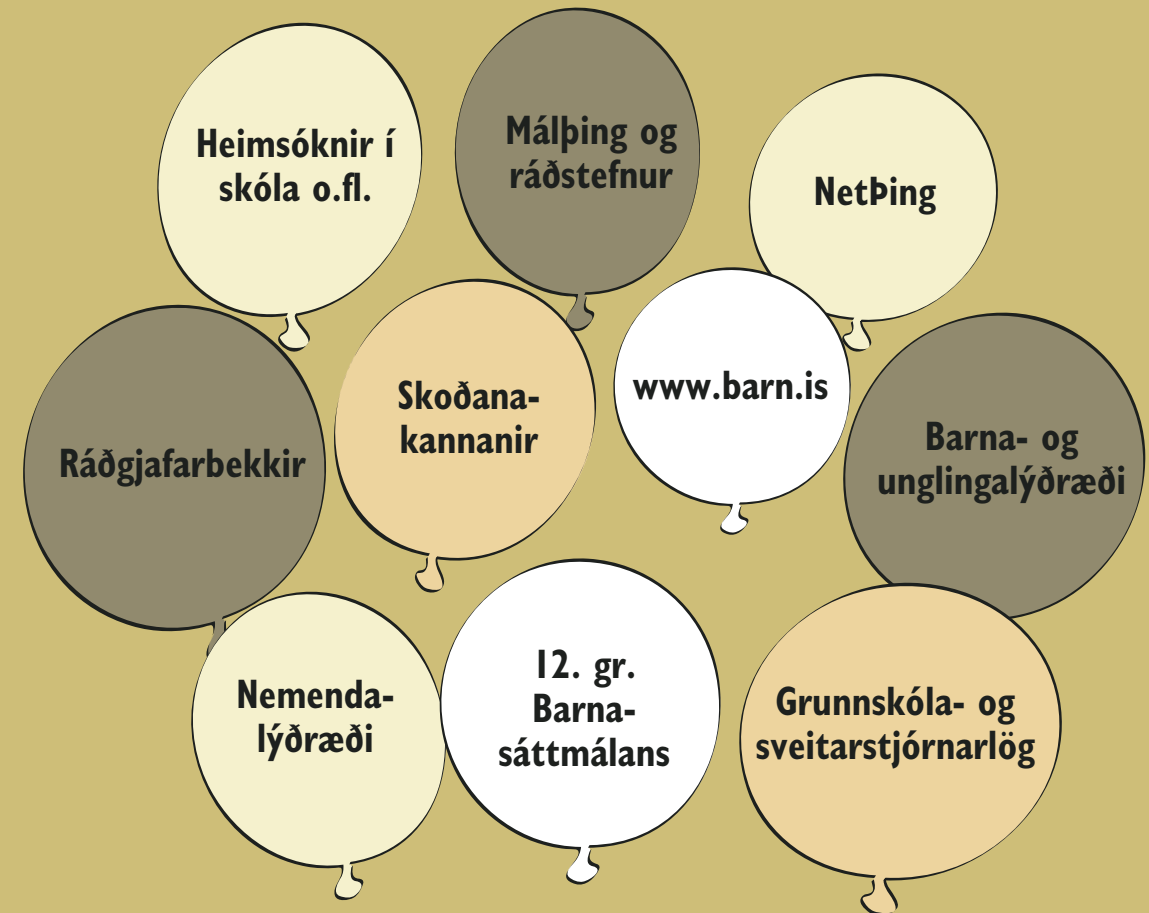 Heimsóknir í
skóla o.fl.
Málþing og
ráðstefnur
NetÞing
Ráðgjafarbekkir
Skoðana-
kannanir
www.barn.is
Barna- og
unglingalýðræði
Nemenda-
lýðræði
12. gr.
Barna-
sáttmálans
Grunnskóla- og
sveitarstjórnarlög